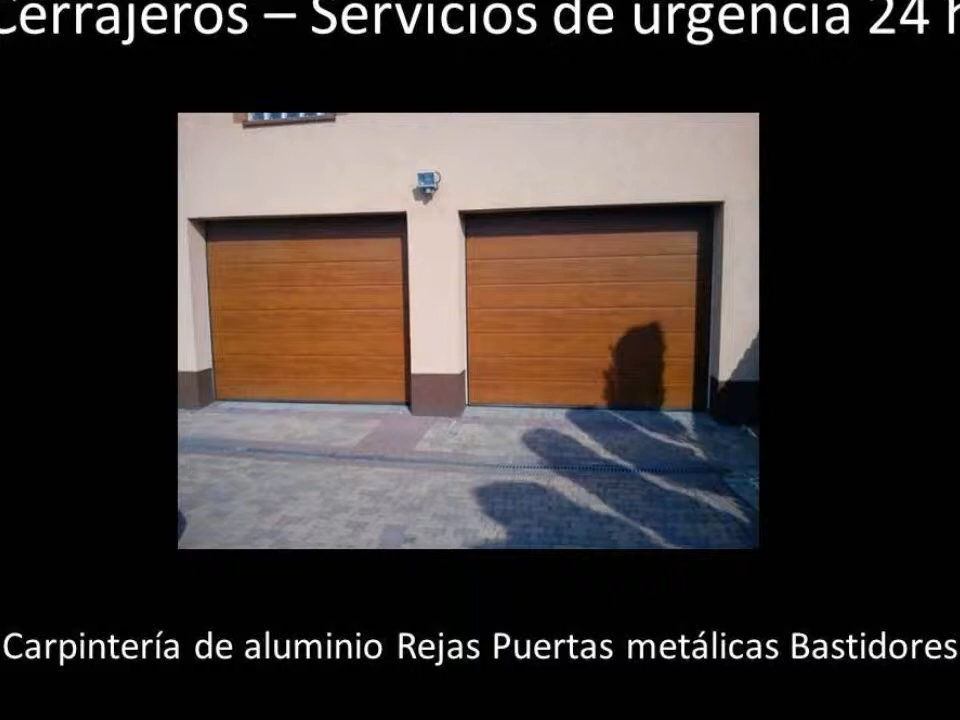 Cerrajeros – Servicios de urgencia 24 h
Carpintería de aluminio Rejas Puertas metálicas Bastidores